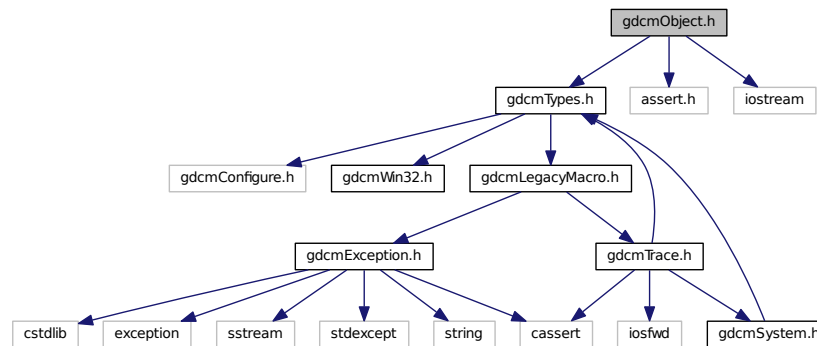 gdcmObject.h
gdcmTypes.h
assert.h
iostream
gdcmConfigure.h
gdcmWin32.h
gdcmLegacyMacro.h
gdcmException.h
gdcmTrace.h
cstdlib
exception
sstream
stdexcept
string
cassert
iosfwd
gdcmSystem.h